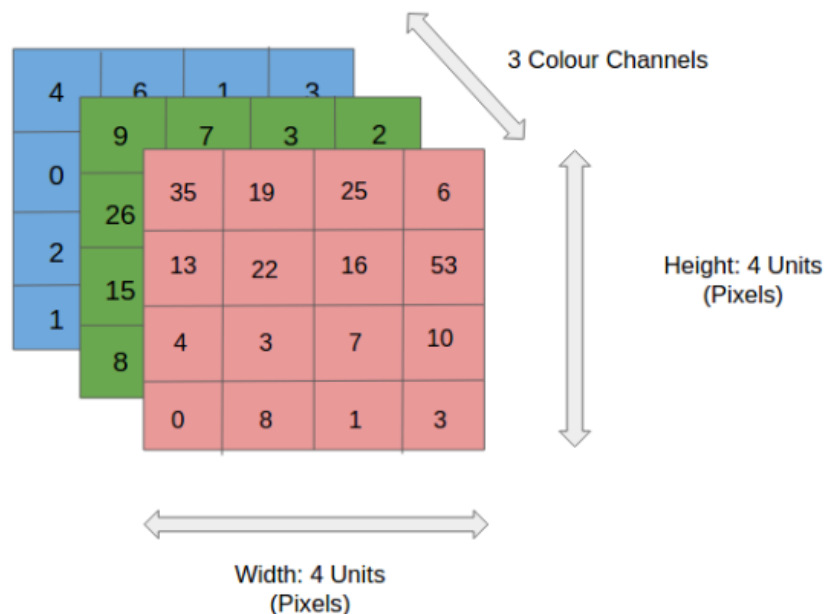 3 Colour Channels
4 6 1 3
9 7 3 2
0
35 19 25 6
26
13 22 16 53
Height: 4 Units
(Pixels)
2
15
4 3 7 10
1
8
0 8 1 3
Width: 4 Units
(Pixels)